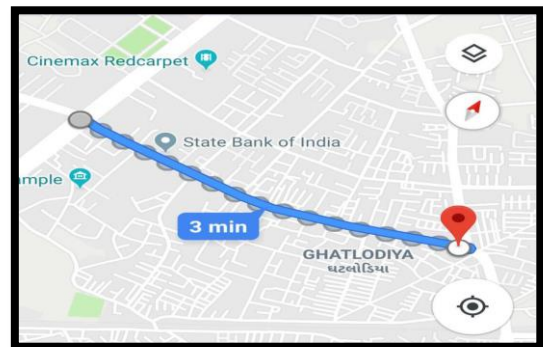 Cinemax Redcarpet
State Bank of India
mple
3 min
GHATLODIYA
ઘાટલોડિયા